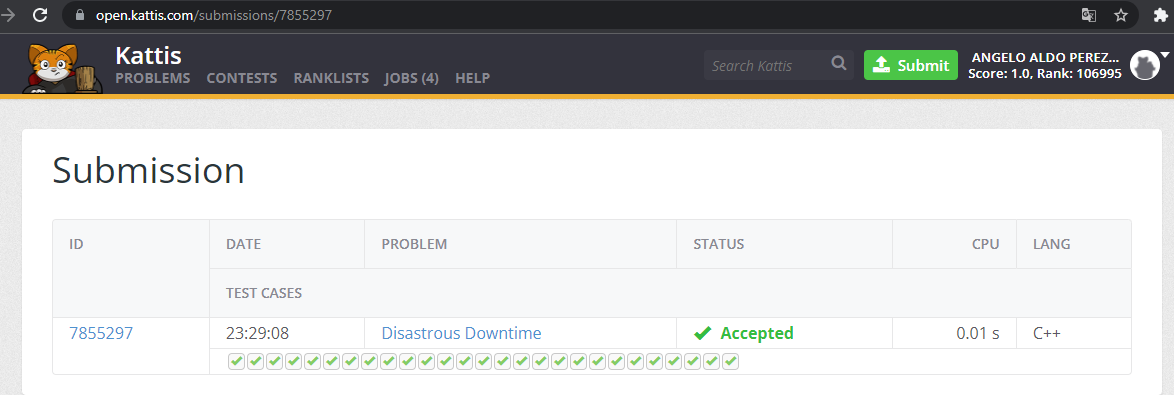 open.kattis.com/submissions/7855297
Kattis
PROBLEMS CONTESTS RANKLISTS JOBS (4) HELP
Search Kattis
Submit
ANGELO ALDO PEREZ...
Score: 1.0, Rank: 106995
Submission
ID DATE PROBLEM STATUS CPU LANG
TEST CASES
7855297 23:29:08 Disastrous Downtime Accepted 0.01 s C++